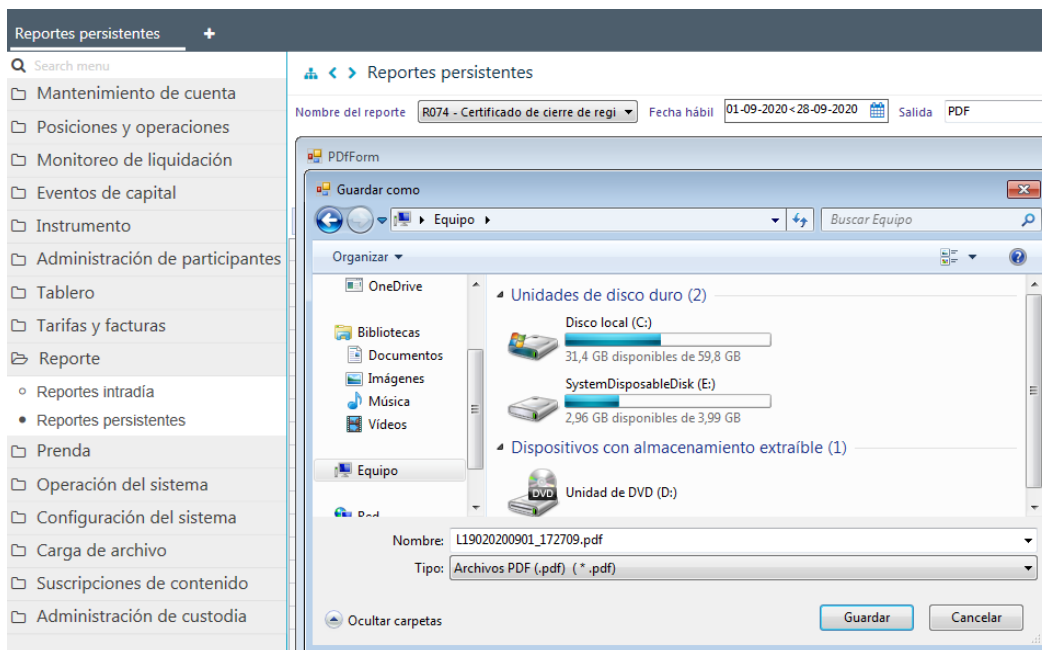 Reportes persistentes +
Search menu
Mantenimiento de cuenta
Posiciones y operaciones
Monitoreo de liquidación
Eventos de capital
Instrumento
Administración de participantes
Tablero
Tarifas y facturas
Reporte
Reportes intradía
Reportes persistentes
Prenda
Operación del sistema
Configuración del sistema
Carga de archivo
Suscripciones de contenido
Administración de custodia
Reportes persistentes
Nombre del reporte R074 - Certificado de cierre de regi Fecha hábil 01-09-2020<28-09-2020 Salida PDF
PDfForm
Guardar como
Equipo Buscar Equipo
Organizar
OneDrive
Bibliotecas
Documentos
Imágenes
Música
Vídeos
Equipo
Red
Unidades de disco duro (2)
Disco local (C:)
31,4 GB disponibles de 59,8 GB
SystemDisposableDisk (E:)
2,96 GB disponibles de 3,99 GB
Dispositivos con almacenamiento extraíble (1)
DVD Unidad de DVD (D:)
Nombre: L19020200901_172709.pdf
Tipo: Archivos PDF (.pdf) ( *.pdf)
Ocultar carpetas Guardar Cancelar